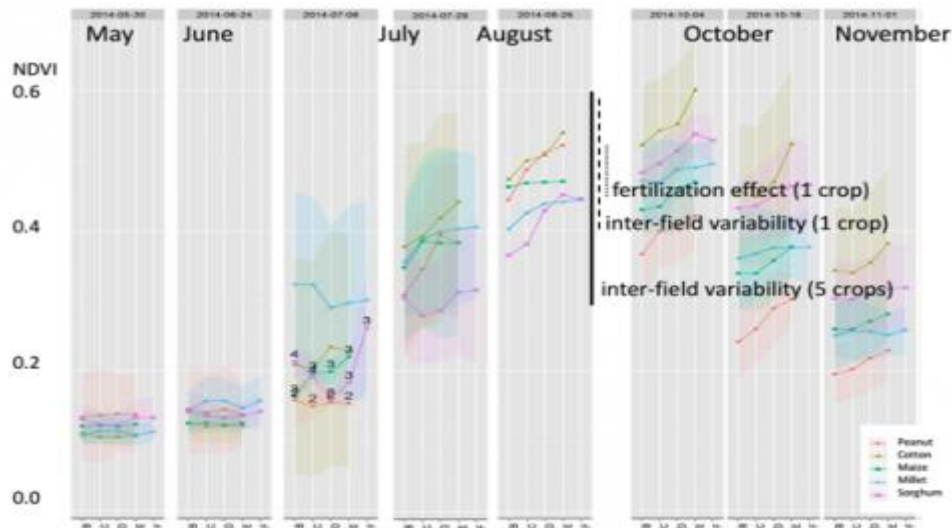 2014-05-30 2014-06-24 2014-07-08 2014-07-28 2014-08-26 2014-10-04 2014-10-18 2014-11-01
May June July August October November
NDVI
0.6
fertilization effect (1 crop)
0.4
inter-field variability (1 crop)
inter-field variability (5 crops)
0.2
Peanut
Cotton
Maize
Millet
Sorghum
0.0